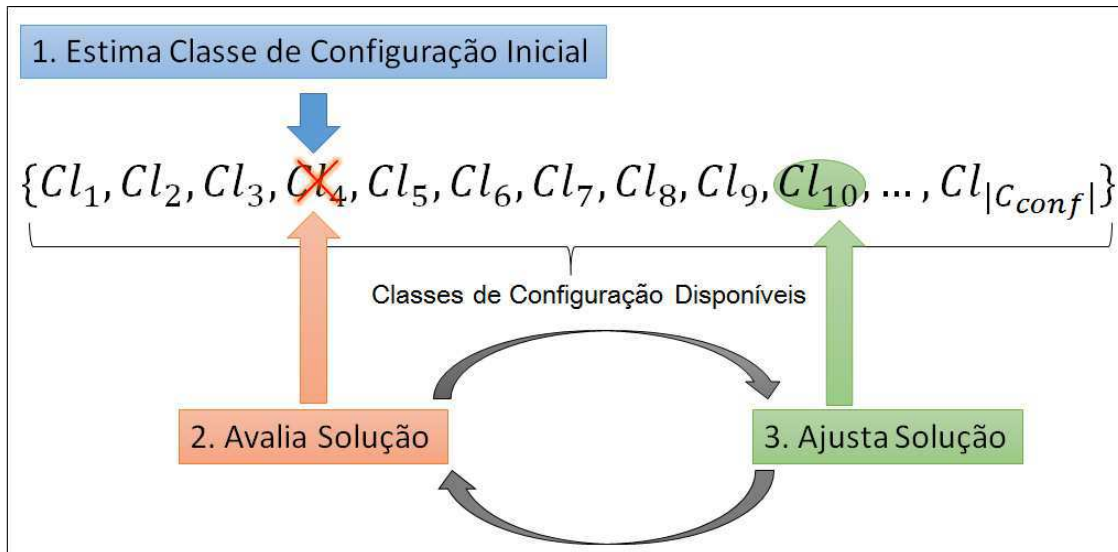 1. Estima Classe de Configuração Inicial
{Cl₁, Cl₂, Cl₃, Cl₄, Cl₅, Cl₆, Cl₇, Cl₈, Cl₉, Cl₁₀, ... , Cl|C_conf|}
Classes de Configuração Disponíveis
2. Avalia Solução
3. Ajusta Solução